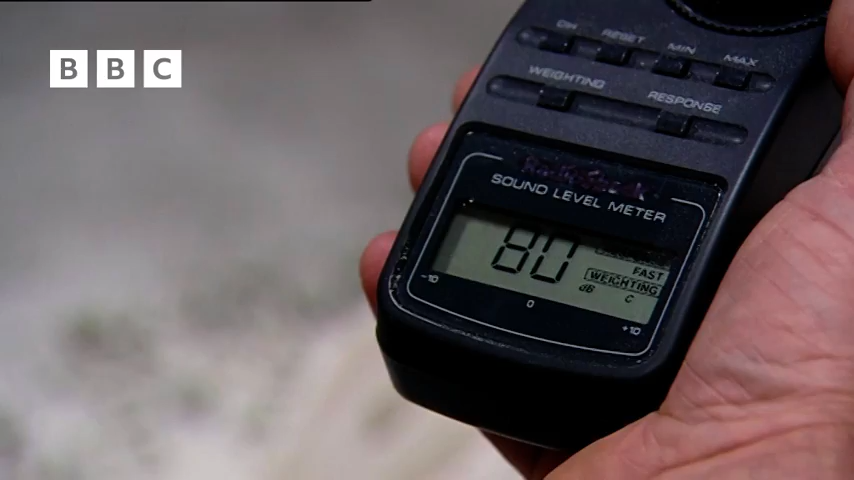 BBC
ON RESET MIN MAX
WEIGHTING
RESPONSE
SOUND LEVEL METER
80
FAST
WEIGHTING
dB C
-10 0 +10